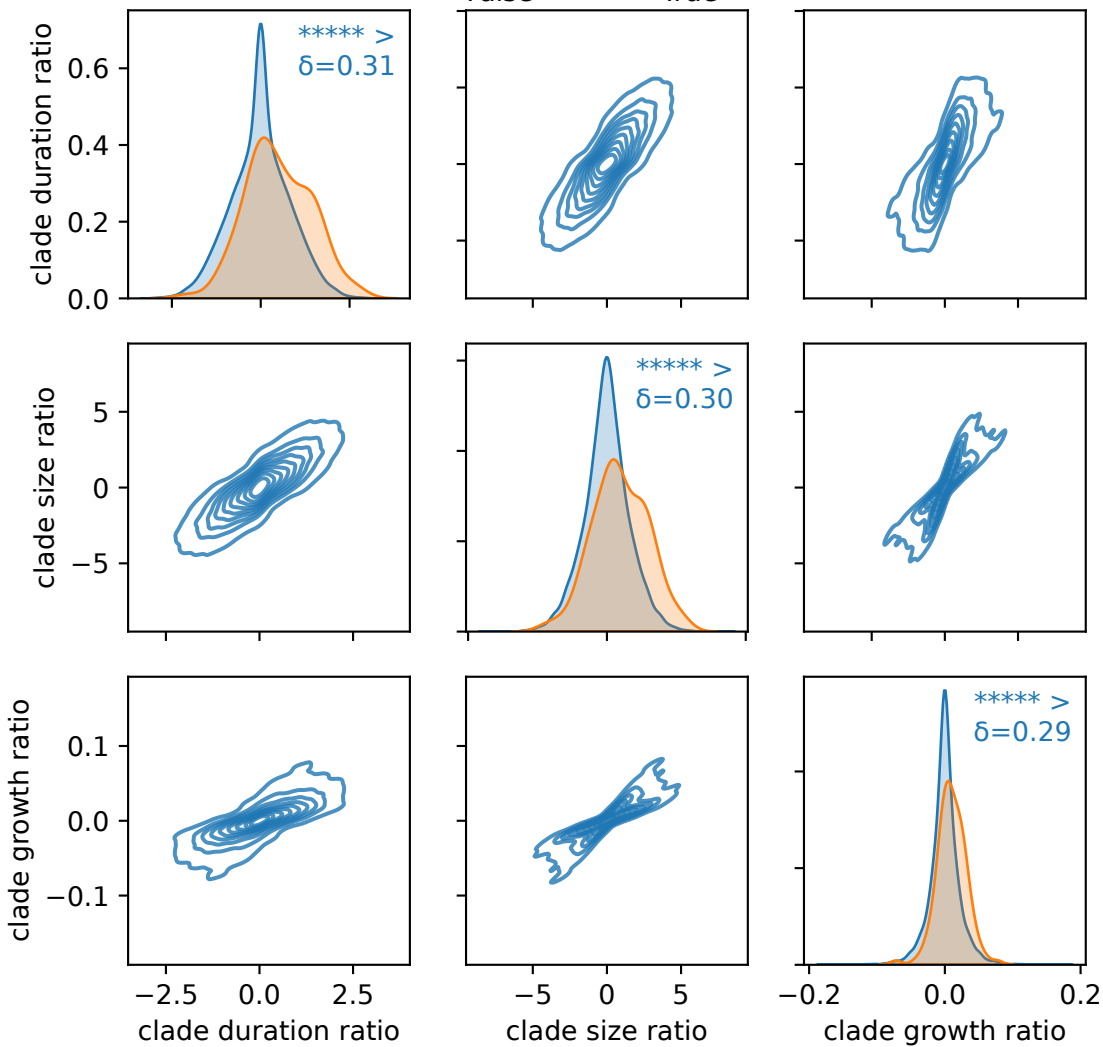 clade duration ratio
0.6
0.4
0.2
0.0
***** >
δ=0.31
clade size ratio
5
0
−5
***** >
δ=0.30
clade growth ratio
0.1
0.0
−0.1
***** >
δ=0.29
−2.5 0.0 2.5
−5 0 5
−0.2 0.0 0.2
clade duration ratio
clade size ratio
clade growth ratio